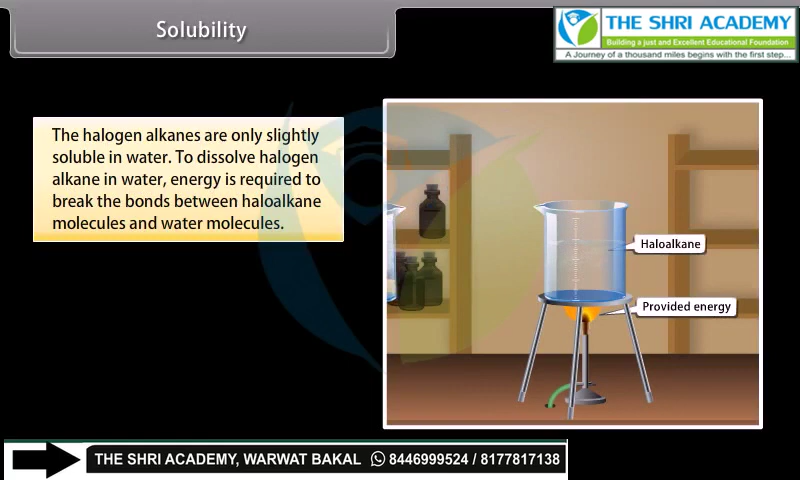 Solubility
THE SHRI ACADEMY
Building a just and Excellent Educational Foundation
A Journey of a thousand miles begins with the first step...
The halogen alkanes are only slightly
soluble in water. To dissolve halogen
alkane in water, energy is required to
break the bonds between haloalkane
molecules and water molecules.
Haloalkane
Provided energy
THE SHRI ACADEMY, WARWAT BAKAL 8446999524 / 8177817138